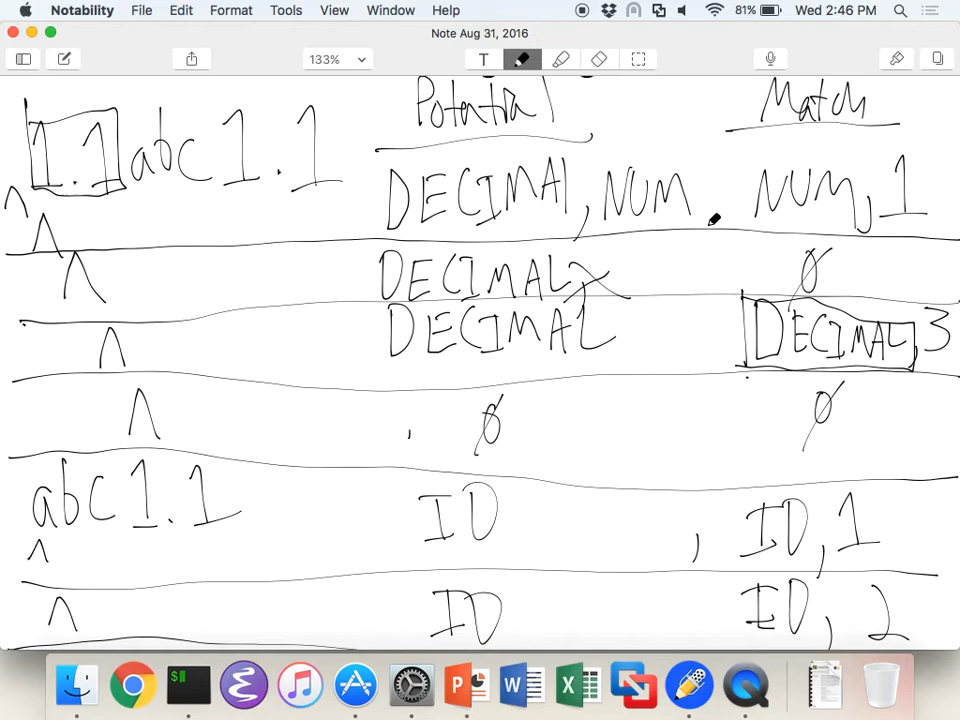 Notability File Edit Format Tools View Window Help 81% Wed 2:46 PM
Note Aug 31, 2016
133% T
Potential Match
1.1abc1.1 DECIMAL, NUM NUM, 1
^
^
^ DECIMAL ∅
^ DECIMAL DECIMAL, 3
^ ∅ ∅
abc1.1 ID ID, 1
^
^ ID ID, 2
$
P W X